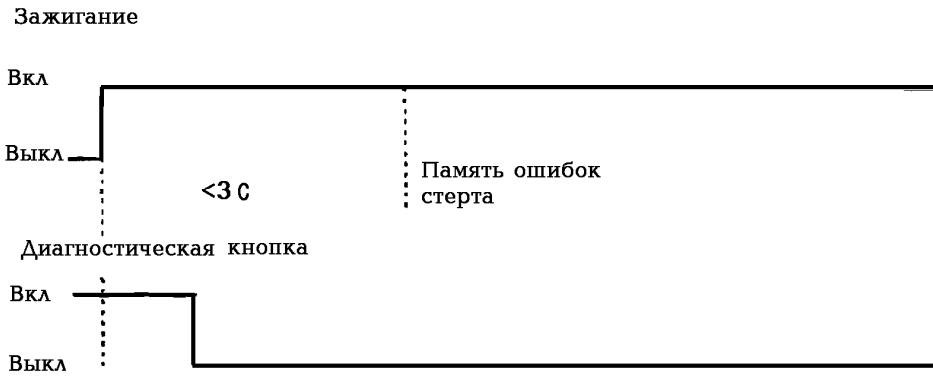 Зажигание
Вкл
Выкл
<3 с
Память ошибок
стерта
Диагностическая кнопка
Вкл
Выкл